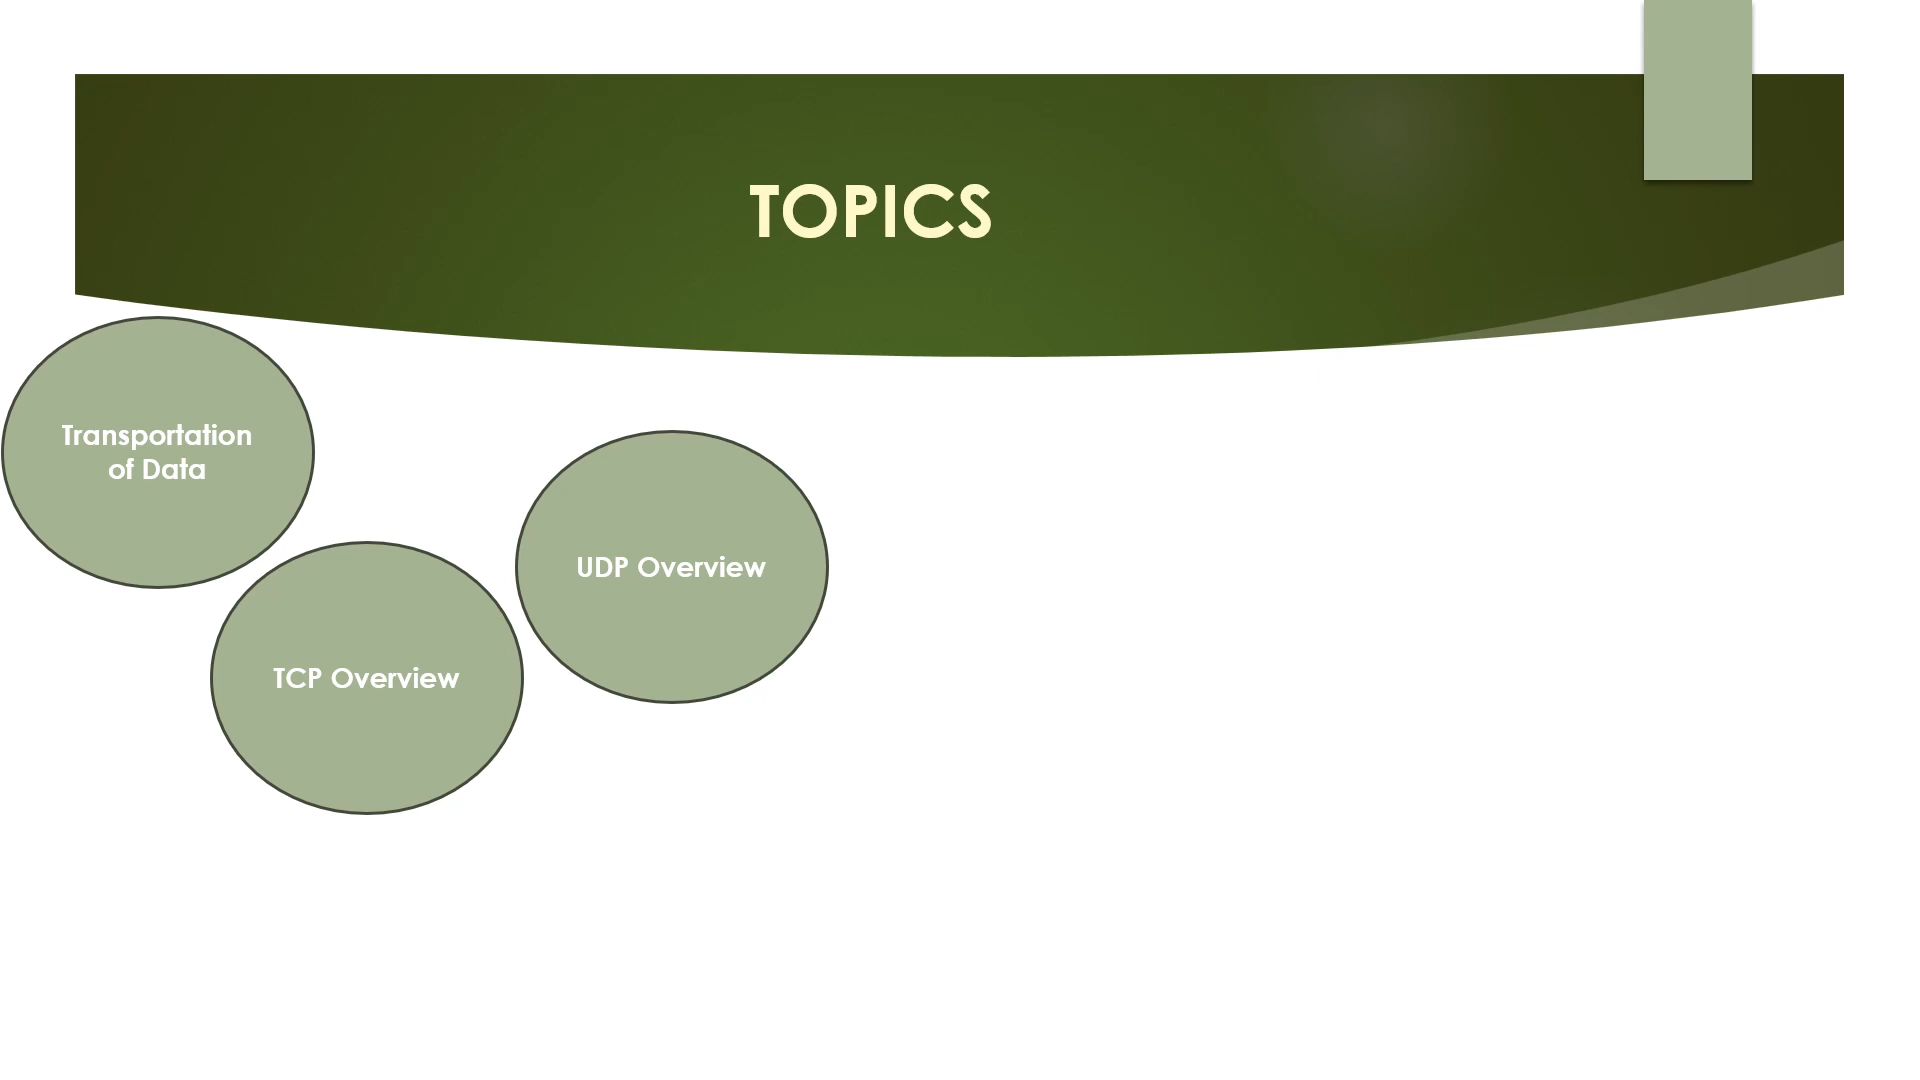 TOPICS
Transportation
of Data
UDP Overview
TCP Overview